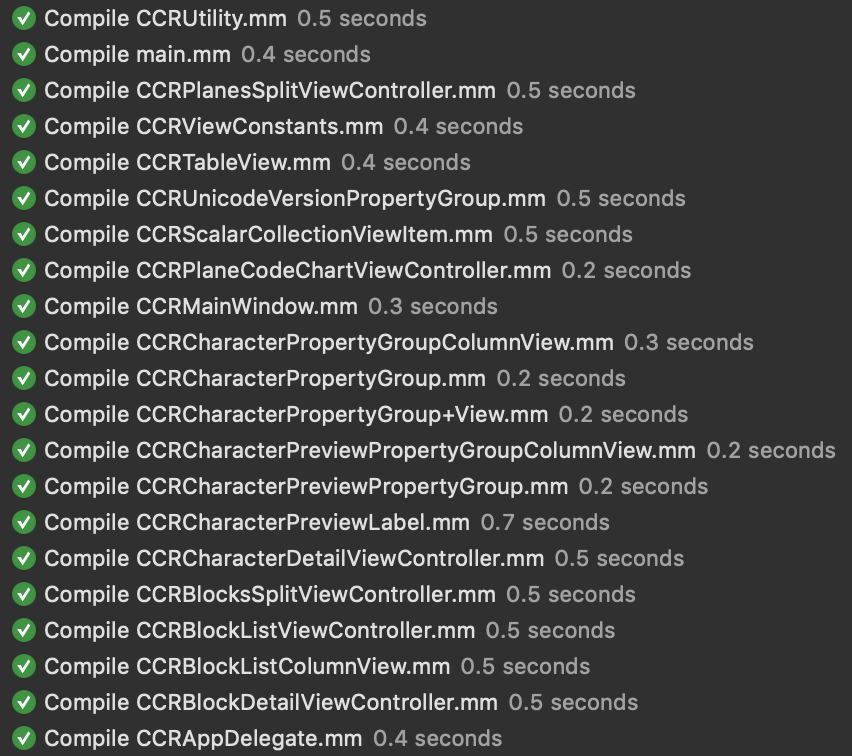 Compile CCRUtility.mm 0.5 seconds
Compile main.mm 0.4 seconds
Compile CCRPlanesSplitViewController.mm 0.5 seconds
Compile CCRViewConstants.mm 0.4 seconds
Compile CCRTableView.mm 0.4 seconds
Compile CCRUnicodeVersionPropertyGroup.mm 0.5 seconds
Compile CCRScalarCollectionViewItem.mm 0.5 seconds
Compile CCRPlaneCodeChartViewController.mm 0.2 seconds
Compile CCRMainWindow.mm 0.3 seconds
Compile CCRCharacterPropertyGroupColumnView.mm 0.3 seconds
Compile CCRCharacterPropertyGroup.mm 0.2 seconds
Compile CCRCharacterPropertyGroup+View.mm 0.2 seconds
Compile CCRCharacterPreviewPropertyGroupColumnView.mm 0.2 seconds
Compile CCRCharacterPreviewPropertyGroup.mm 0.2 seconds
Compile CCRCharacterPreviewLabel.mm 0.7 seconds
Compile CCRCharacterDetailViewController.mm 0.5 seconds
Compile CCRBlocksSplitViewController.mm 0.5 seconds
Compile CCRBlockListViewController.mm 0.5 seconds
Compile CCRBlockListColumnView.mm 0.5 seconds
Compile CCRBlockDetailViewController.mm 0.5 seconds
Compile CCRAppDelegate.mm 0.4 seconds